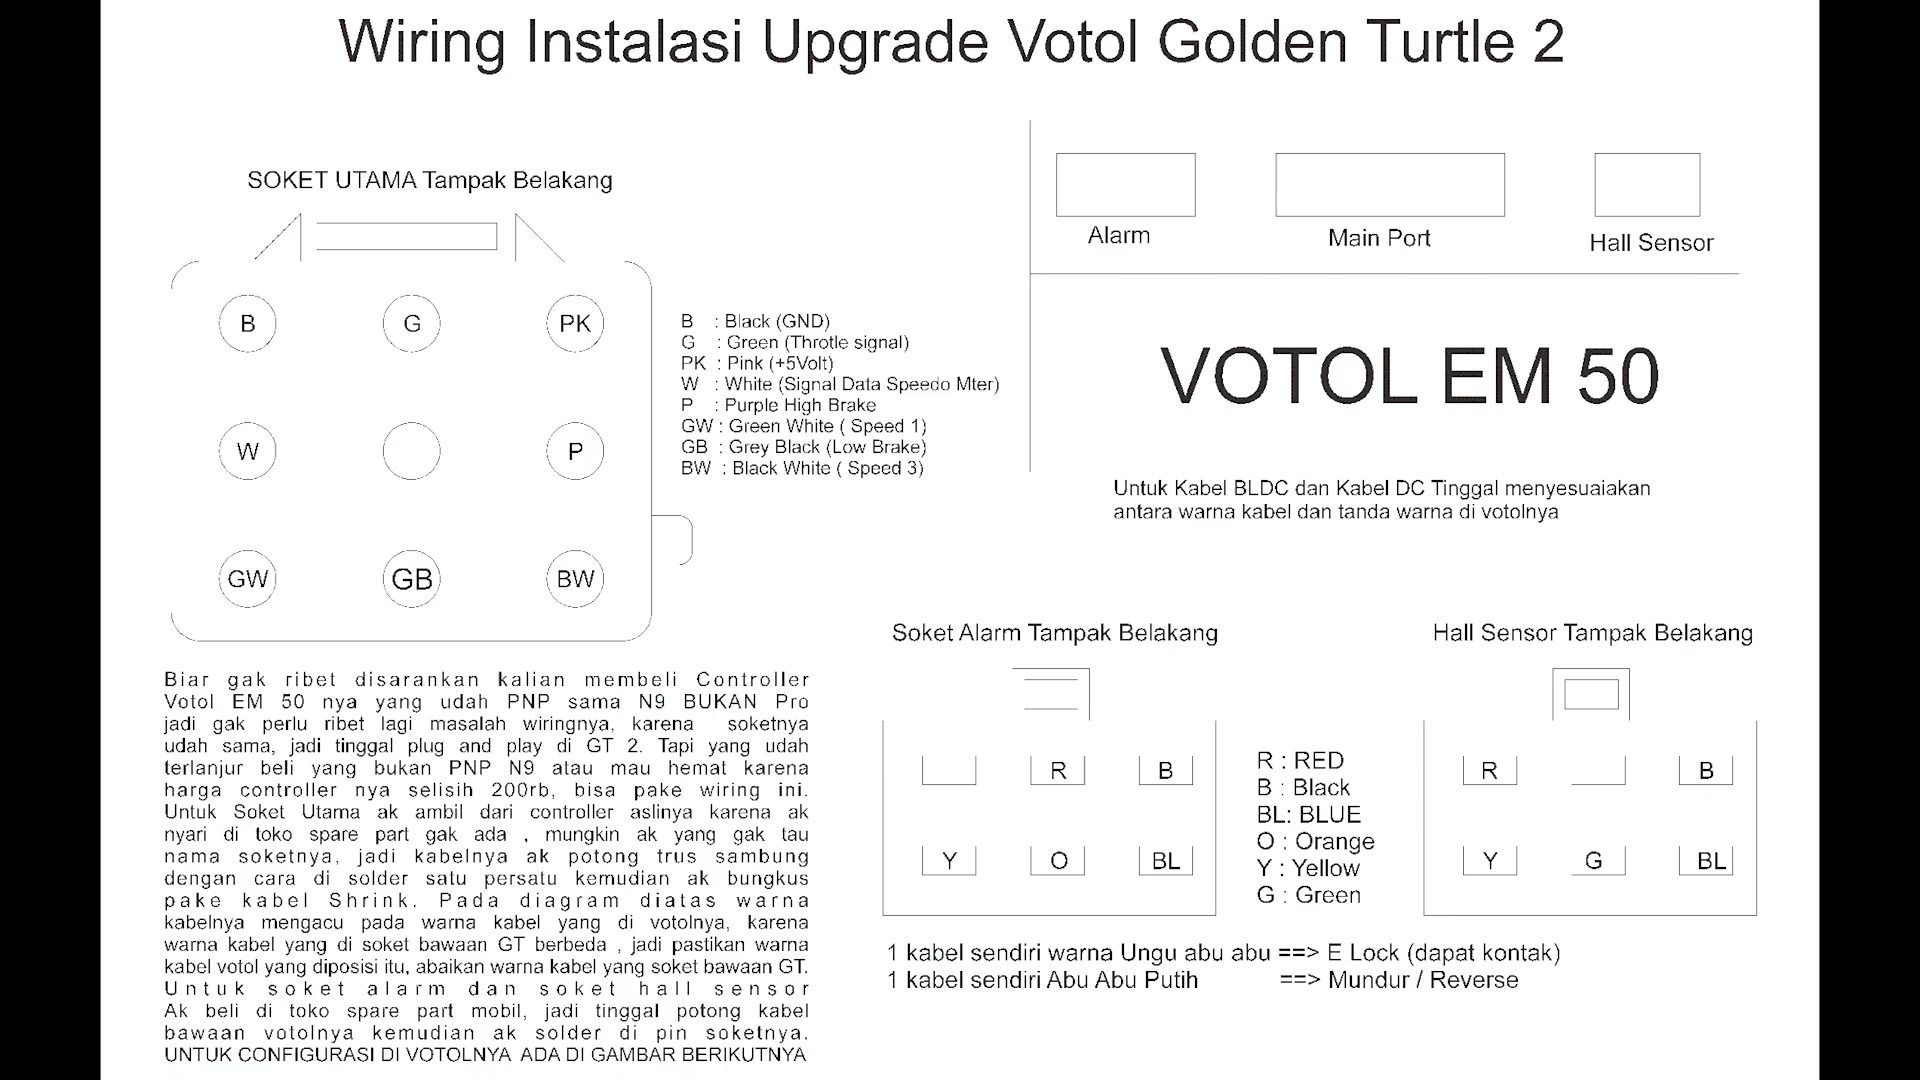 Wiring Instalasi Upgrade Votol Golden Turtle 2
SOKET UTAMA Tampak Belakang
B
G
PK
W
P
GW
GB
BW
B : Black (GND)
G : Green (Throtle signal)
PK : Pink (+5Volt)
W : White (Signal Data Speedo Mter)
P : Purple High Brake
GW : Green White ( Speed 1)
GB : Grey Black (Low Brake)
BW : Black White ( Speed 3)
Alarm
Main Port
Hall Sensor
VOTOL EM 50
Untuk Kabel BLDC dan Kabel DC Tinggal menyesuaiakan
antara warna kabel dan tanda warna di votolnya
Biar gak ribet disarankan kalian membeli Controller
Votol EM 50 nya yang udah PNP sama N9 BUKAN Pro
jadi gak perlu ribet lagi masalah wiringnya, karena soketnya
udah sama, jadi tinggal plug and play di GT 2. Tapi yang udah
terlanjur beli yang bukan PNP N9 atau mau hemat karena
harga controller nya selisih 200rb, bisa pake wiring ini.
Untuk Soket Utama ak ambil dari controller aslinya karena ak
nyari di toko spare part gak ada , mungkin ak yang gak tau
nama soketnya, jadi kabelnya ak potong trus sambung
dengan cara di solder satu persatu kemudian ak bungkus
pake kabel Shrink. Pada diagram diatas warna
kabelnya mengacu pada warna kabel yang di votolnya, karena
warna kabel yang di soket bawaan GT berbeda , jadi pastikan warna
kabel votol yang diposisi itu, abaikan warna kabel yang soket bawaan GT.
Untuk soket alarm dan soket hall sensor
Ak beli di toko spare part mobil, jadi tinggal potong kabel
bawaan votolnya kemudian ak solder di pin soketnya.
UNTUK CONFIGURASI DI VOTOLNYA ADA DI GAMBAR BERIKUTNYA
Soket Alarm Tampak Belakang
R
B
Y
O
BL
R : RED
B : Black
BL: BLUE
O : Orange
Y : Yellow
G : Green
Hall Sensor Tampak Belakang
R
B
Y
G
BL
1 kabel sendiri warna Ungu abu abu ==> E Lock (dapat kontak)
1 kabel sendiri Abu Abu Putih ==> Mundur / Reverse